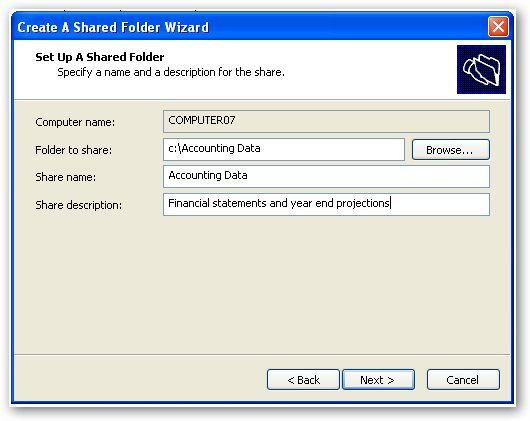 Create A Shared Folder Wizard
Set Up A Shared Folder
Specify a name and a description for the share.
Computer name: COMPUTER07
Folder to share: c:\Accounting Data Browse...
Share name: Accounting Data
Share description: Financial statements and year end projections
< Back Next > Cancel